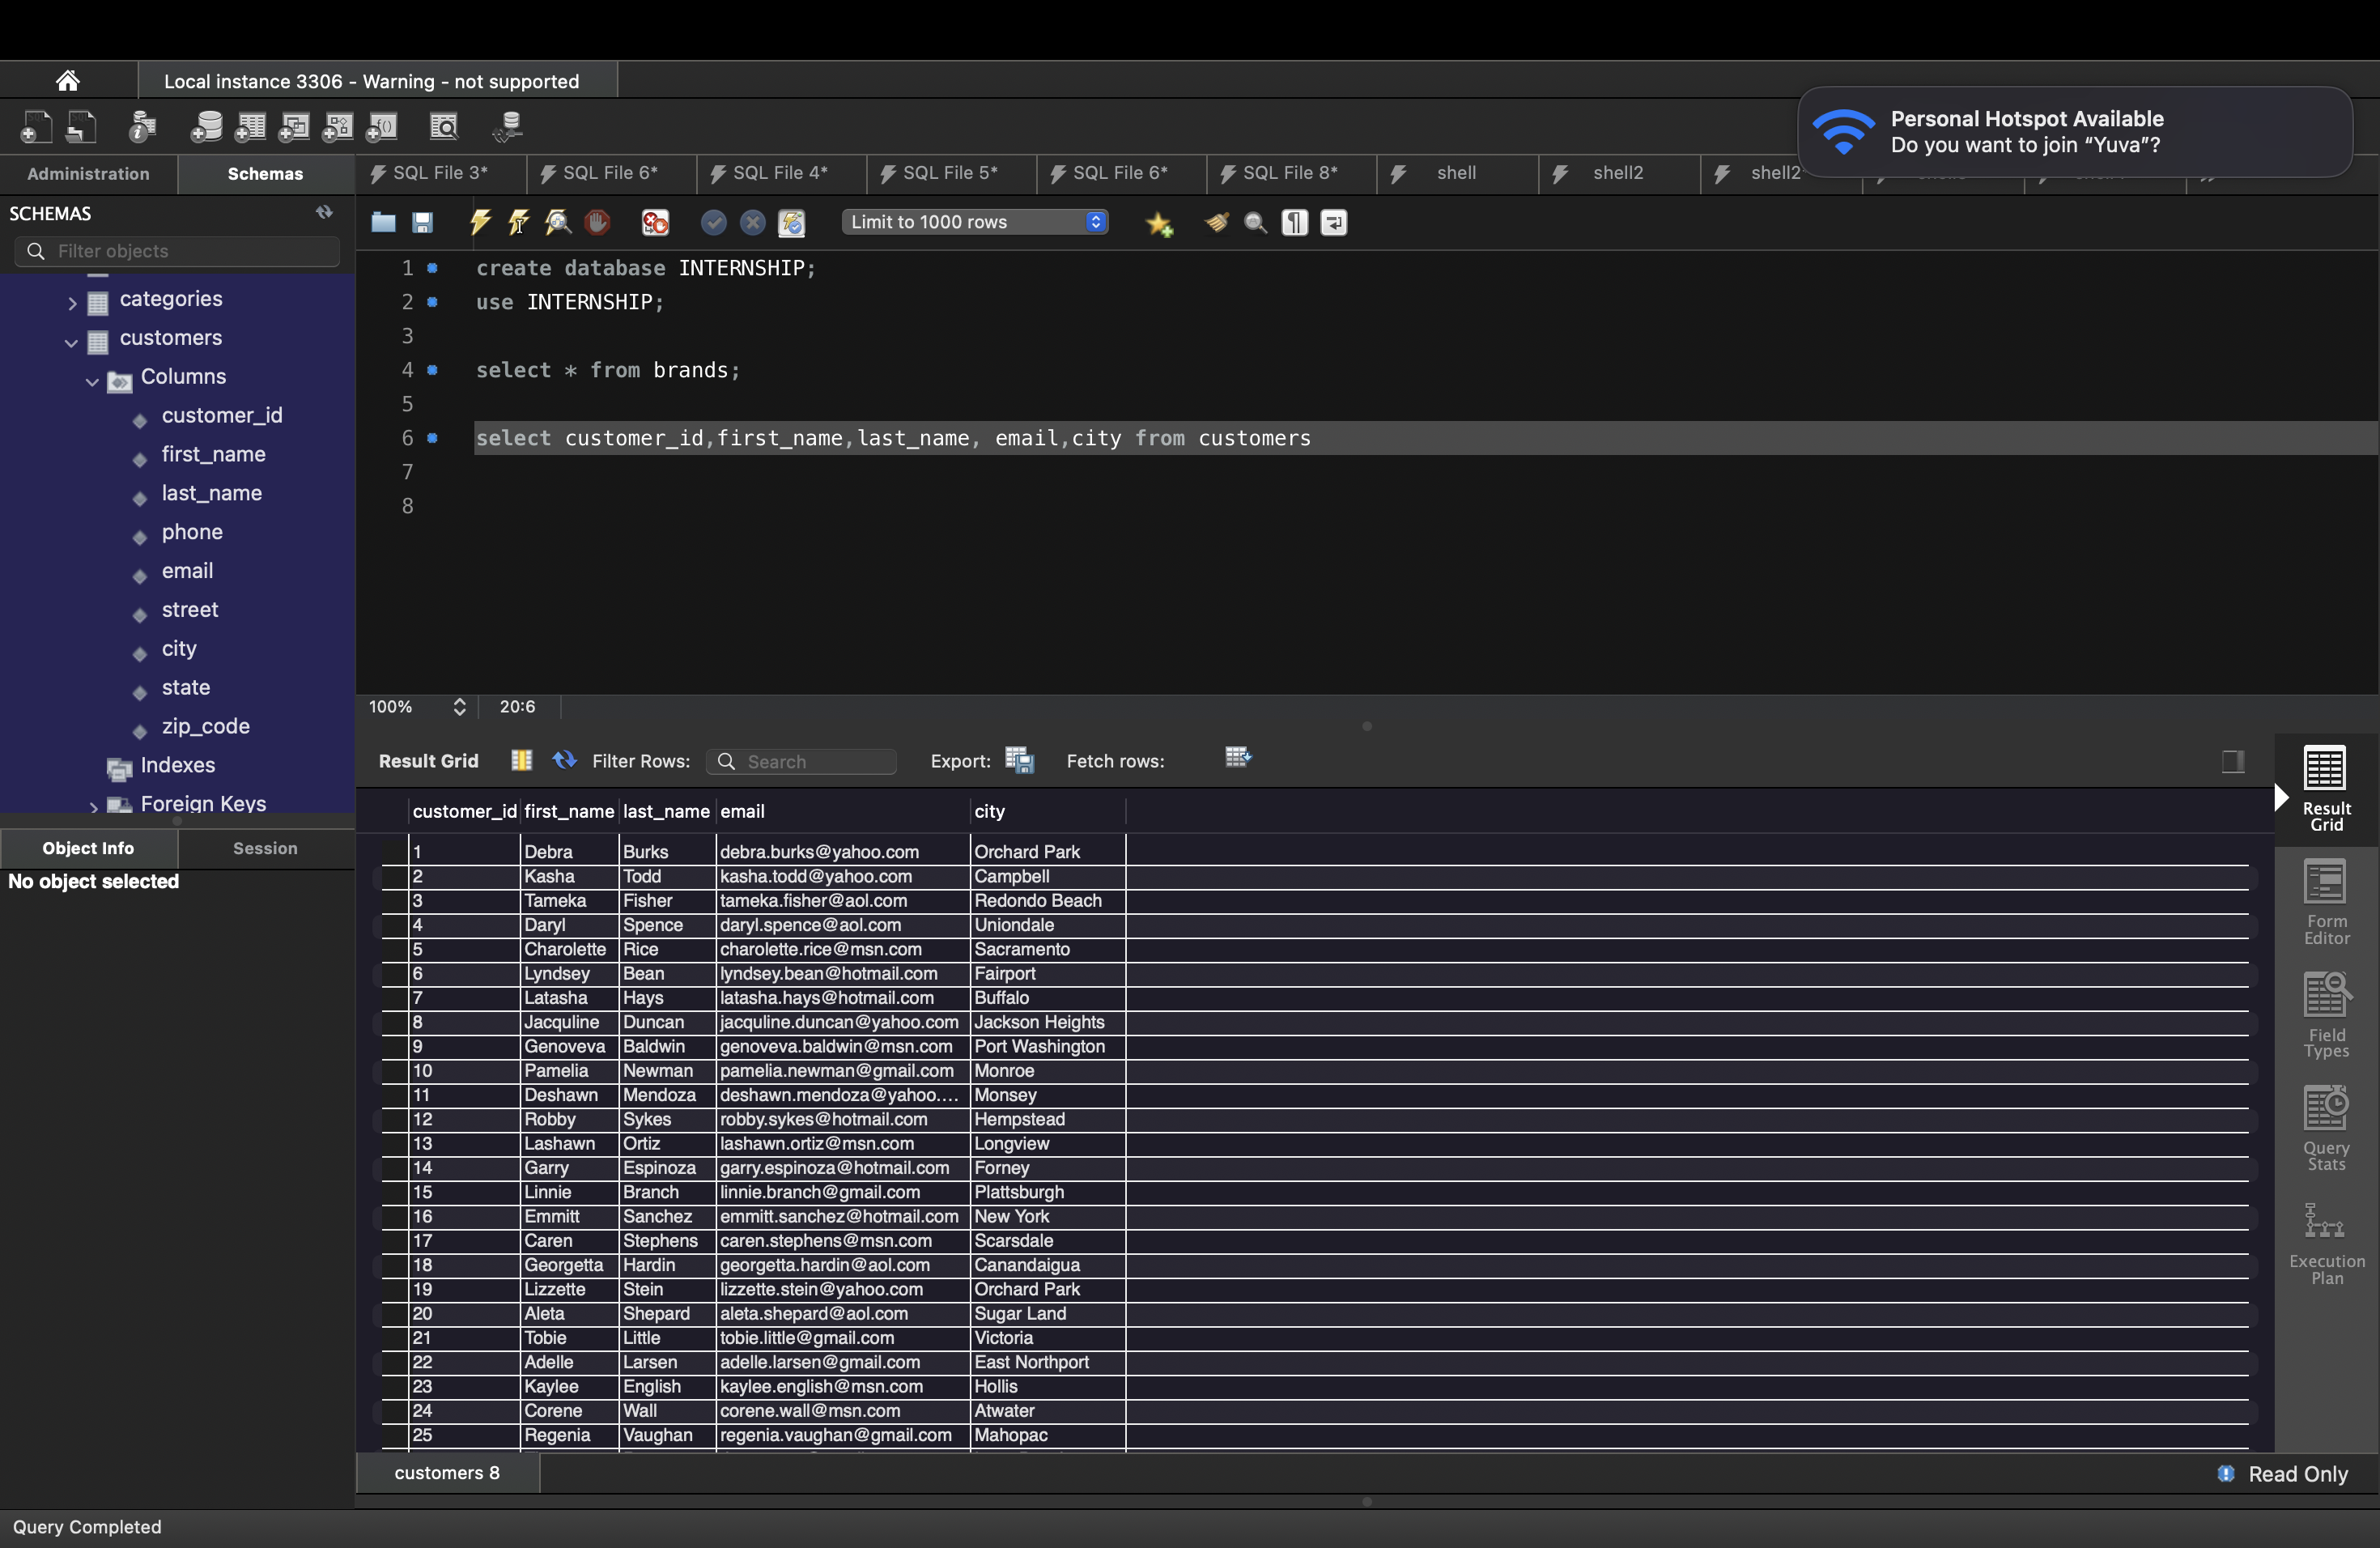 Local instance 3306 - Warning - not supported
Personal Hotspot Available
Do you want to join “Yuva”?
Administration
Schemas
SQL File 3*
SQL File 6*
SQL File 4*
SQL File 5*
SQL File 6*
SQL File 8*
shell
shell2
shell2
SCHEMAS
Filter objects
Limit to 1000 rows
categories
customers
Columns
customer_id
first_name
last_name
phone
email
street
city
state
zip_code
Indexes
Foreign Keys
1 create database INTERNSHIP;
2 use INTERNSHIP;
3
4 select * from brands;
5
6 select customer_id,first_name,last_name, email,city from customers
7
8
100% 20:6
Result Grid Filter Rows: Search Export: Fetch rows:
customer_id first_name last_name email city
1 Debra Burks debra.burks@yahoo.com Orchard Park
2 Kasha Todd kasha.todd@yahoo.com Campbell
3 Tameka Fisher tameka.fisher@aol.com Redondo Beach
4 Daryl Spence daryl.spence@aol.com Uniondale
5 Charolette Rice charolette.rice@msn.com Sacramento
6 Lyndsey Bean lyndsey.bean@hotmail.com Fairport
7 Latasha Hays latasha.hays@hotmail.com Buffalo
8 Jacquline Duncan jacquline.duncan@yahoo.com Jackson Heights
9 Genoveva Baldwin genoveva.baldwin@msn.com Port Washington
10 Pamelia Newman pamelia.newman@gmail.com Monroe
11 Deshawn Mendoza deshawn.mendoza@yahoo.... Monsey
12 Robby Sykes robby.sykes@hotmail.com Hempstead
13 Lashawn Ortiz lashawn.ortiz@msn.com Longview
14 Garry Espinoza garry.espinoza@hotmail.com Forney
15 Linnie Branch linnie.branch@gmail.com Plattsburgh
16 Emmitt Sanchez emmitt.sanchez@hotmail.com New York
17 Caren Stephens caren.stephens@msn.com Scarsdale
18 Georgetta Hardin georgetta.hardin@aol.com Canandaigua
19 Lizzette Stein lizzette.stein@yahoo.com Orchard Park
20 Aleta Shepard aleta.shepard@aol.com Sugar Land
21 Tobie Little tobie.little@gmail.com Victoria
22 Adelle Larsen adelle.larsen@gmail.com East Northport
23 Kaylee English kaylee.english@msn.com Hollis
24 Corene Wall corene.wall@msn.com Atwater
25 Regenia Vaughan regenia.vaughan@gmail.com Mahopac
Result
Grid
Form
Editor
Field
Types
Query
Stats
Execution
Plan
Object Info
Session
No object selected
customers 8
Read Only
Query Completed